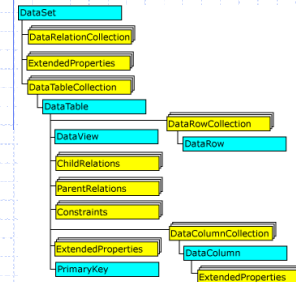 DataSet
DataRelationCollection
ExtendedProperties
DataTableCollection
DataTable
DataRowCollection
DataView
DataRow
ChildRelations
ParentRelations
Constraints
DataColumnCollection
ExtendedProperties
DataColumn
PrimaryKey
ExtendedProperties